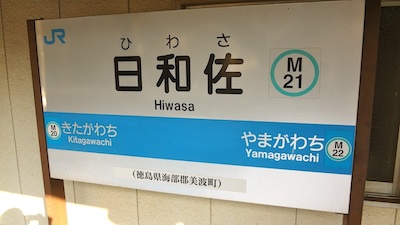 JR
ひわさ
日和佐
Hiwasa
M
21
M
20
きたがわち
Kitagawachi
やまがわち
Yamagawachi
M
22
(徳島県海部郡美波町)